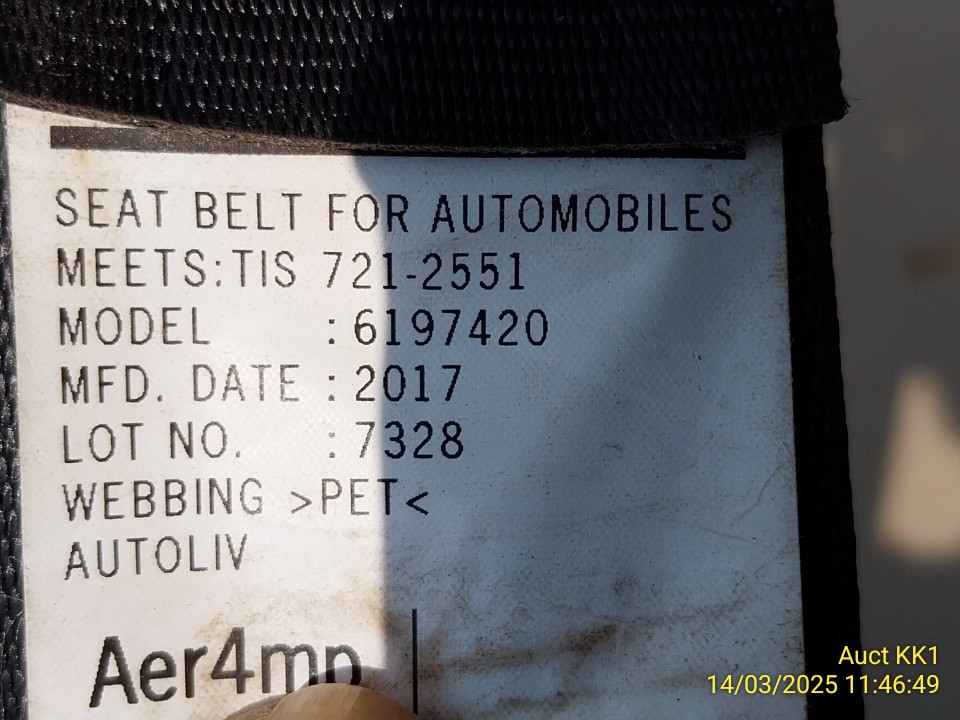 SEAT BELT FOR AUTOMOBILES
MEETS:TIS 721-2551
MODEL : 6197420
MFD. DATE : 2017
LOT NO. : 7328
WEBBING >PET<
AUTOLIV
Aer4mp
Auct KK1
14/03/2025 11:46:49